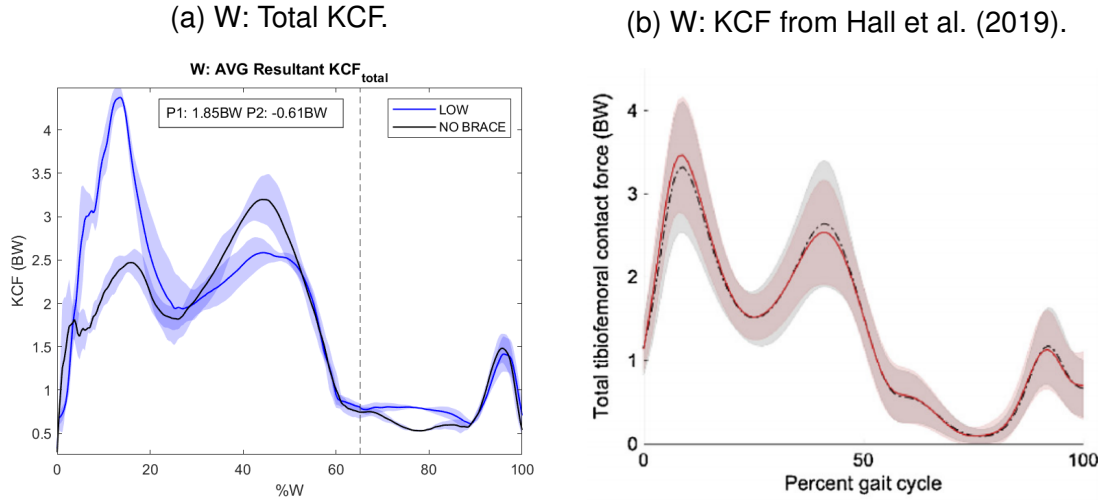 (a) W: Total KCF.
W: AVG Resultant KCF_total
P1: 1.85BW P2: -0.61BW
LOW
NO BRACE
KCF (BW)
4
3.5
3
2.5
2
1.5
1
0.5
0
20
40
60
80
100
%W
(b) W: KCF from Hall et al. (2019).
Total tibiofemoral contact force (BW)
4
3
2
1
0
0
50
100
Percent gait cycle